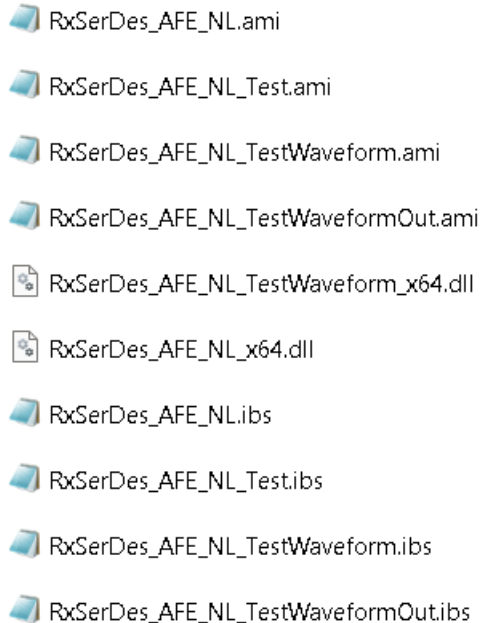 RxSerDes_AFE_NL.ami
RxSerDes_AFE_NL_Test.ami
RxSerDes_AFE_NL_TestWaveform.ami
RxSerDes_AFE_NL_TestWaveformOut.ami
RxSerDes_AFE_NL_TestWaveform_x64.dll
RxSerDes_AFE_NL_x64.dll
RxSerDes_AFE_NL.ibs
RxSerDes_AFE_NL_Test.ibs
RxSerDes_AFE_NL_TestWaveform.ibs
RxSerDes_AFE_NL_TestWaveformOut.ibs